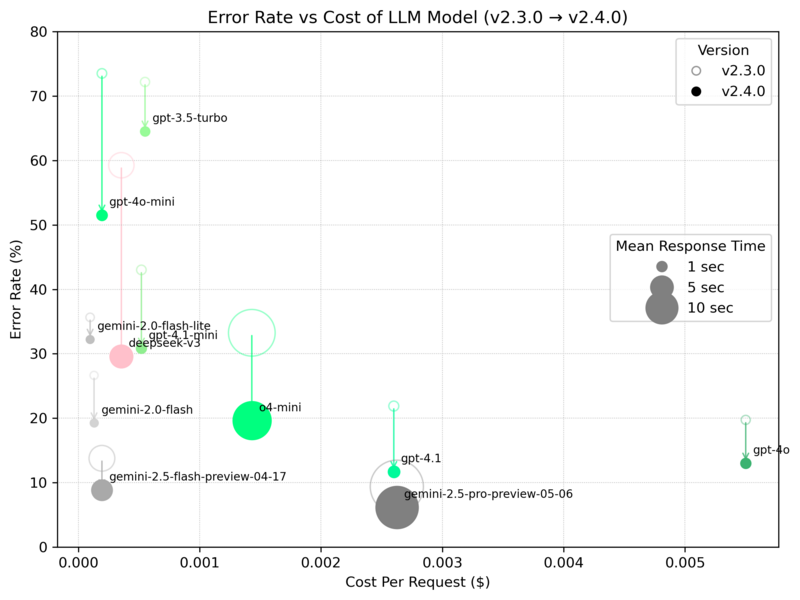 Error Rate vs Cost of LLM Model (v2.3.0 → v2.4.0)
80
70
60
50
40
30
20
10
0
Error Rate (%)
Version
v2.3.0
v2.4.0
gpt-3.5-turbo
gpt-4o-mini
Mean Response Time
1 sec
5 sec
10 sec
gemini-2.0-flash-lite
gpt-4.1-mini
deepseek-v3
gemini-2.0-flash
o4-mini
gpt-4.1
gpt-4o
gemini-2.5-flash-preview-04-17
gemini-2.5-pro-preview-05-06
0.000 0.001 0.002 0.003 0.004 0.005
Cost Per Request ($)